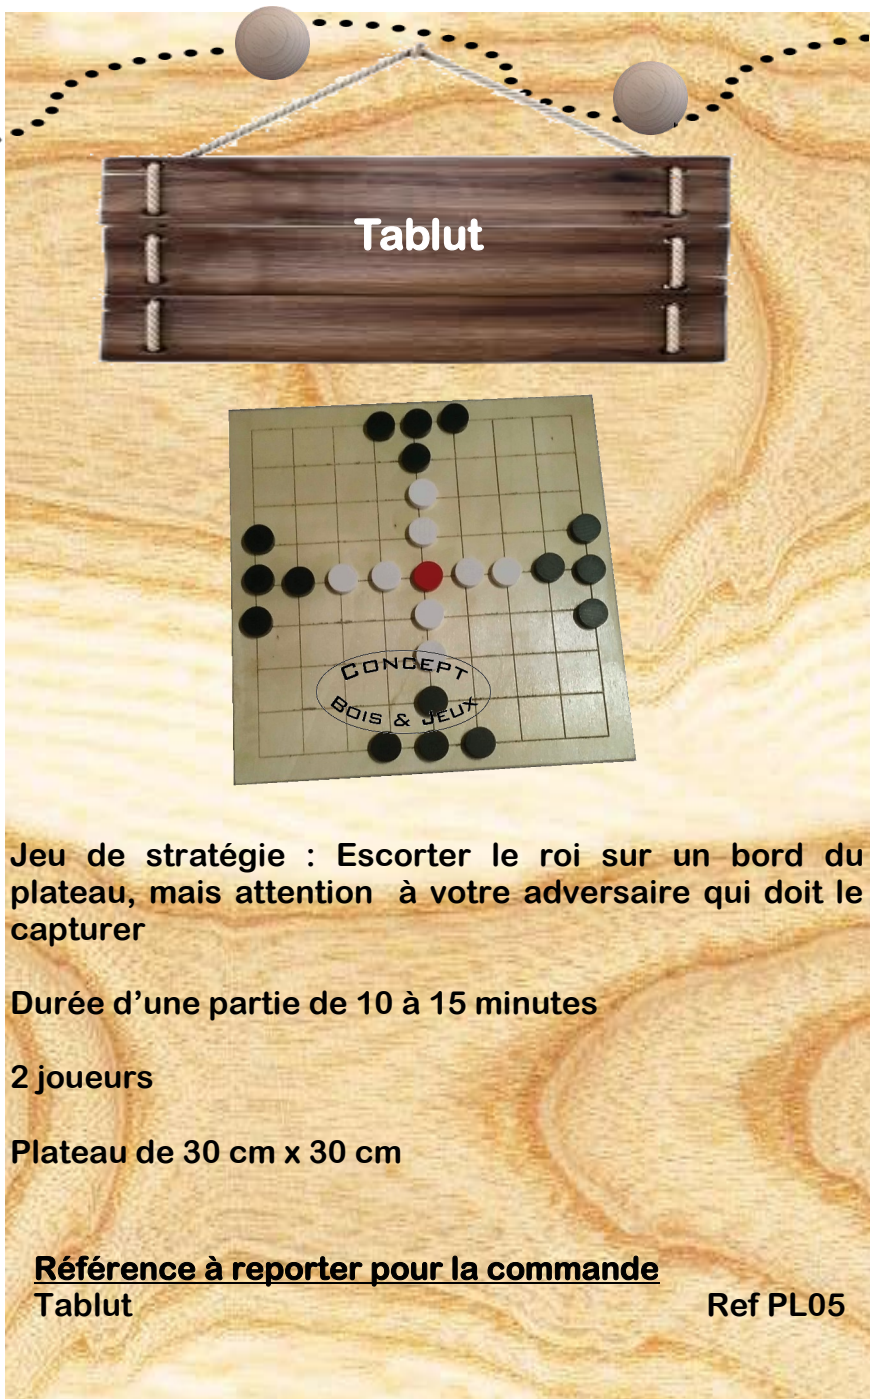 Tablut
CONCEPT
BOIS & JEUX
Jeu de stratégie : Escorter le roi sur un bord du
plateau, mais attention  à votre adversaire qui doit le
capturer
Durée d’une partie de 10 à 15 minutes
2 joueurs
Plateau de 30 cm x 30 cm
Référence à reporter pour la commande
Tablut Ref PL05